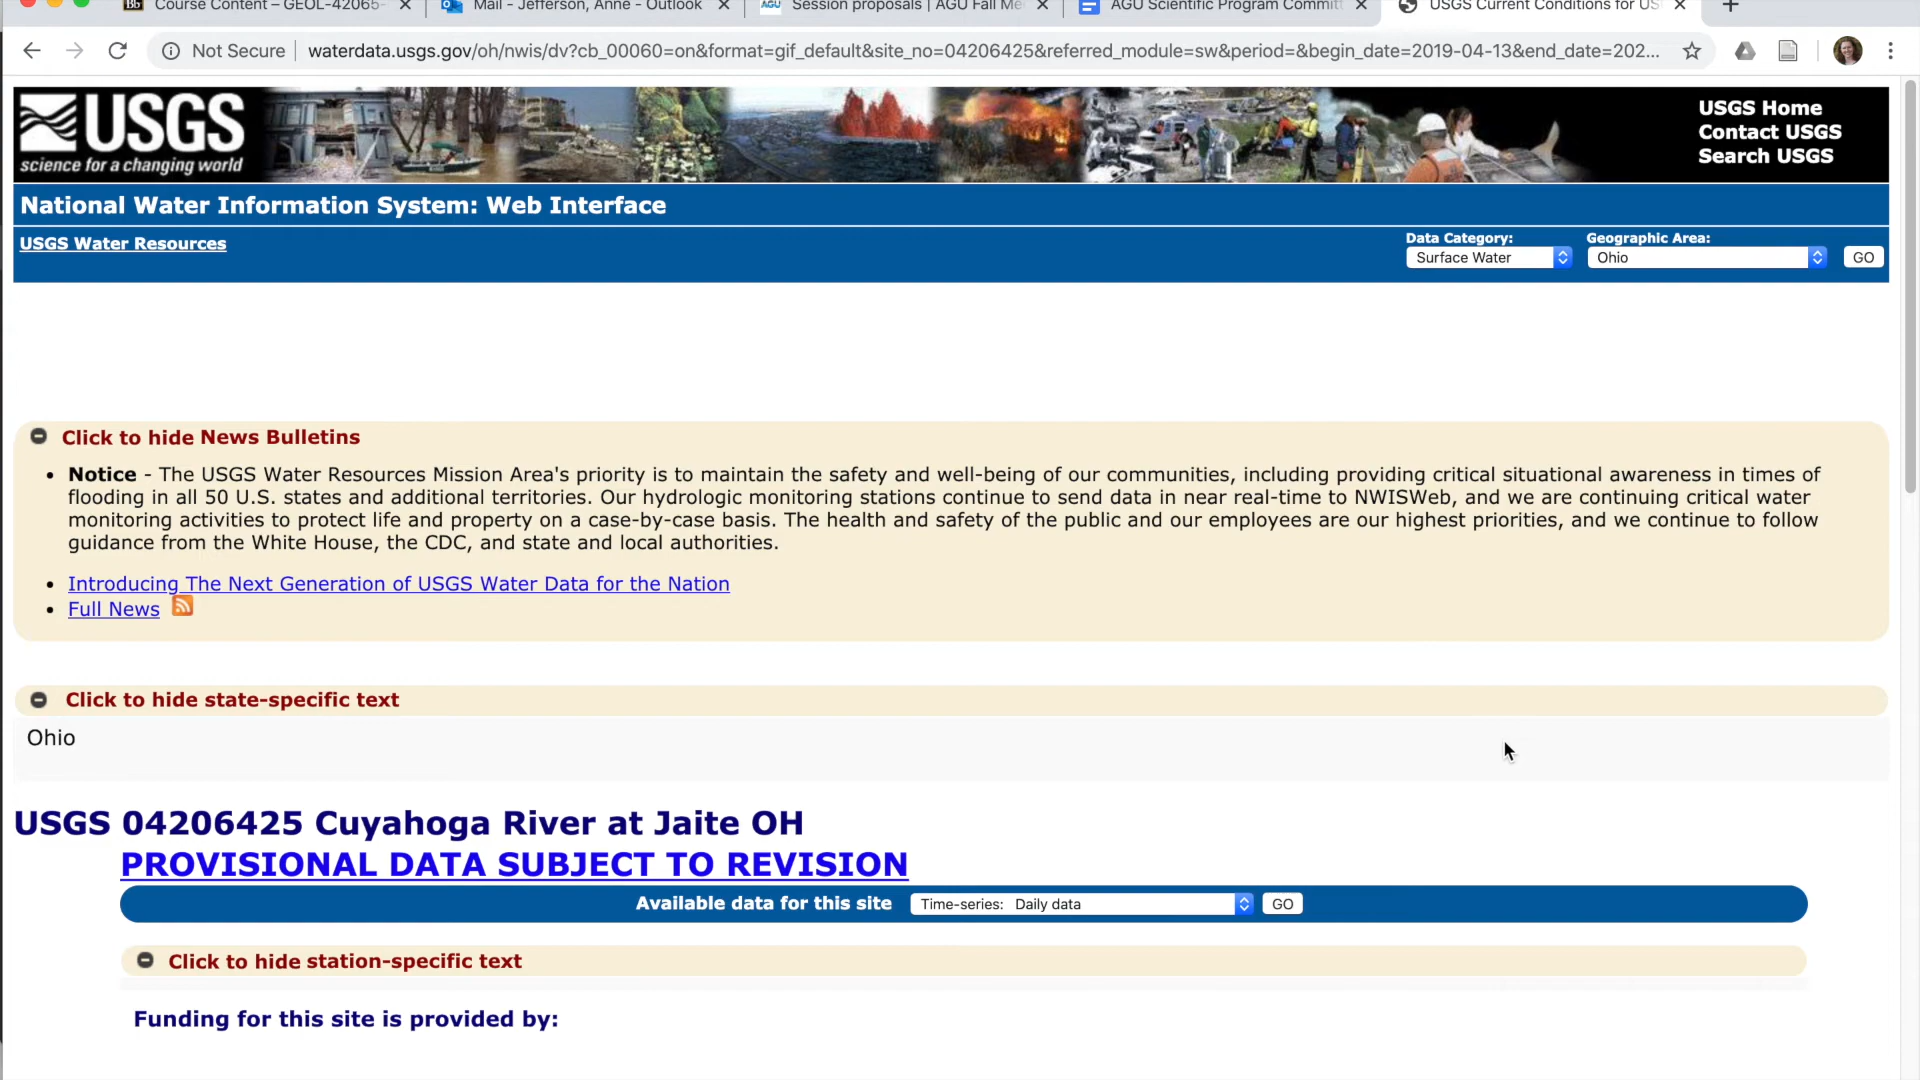 Course Content – GEOL-42065-
Mail - Jefferson, Anne - Outlook
Session proposals | AGU Fall Me
AGU Scientific Program Committ
USGS Current Conditions for US
Not Secure
waterdata.usgs.gov/oh/nwis/dv?cb_00060=on&format=gif_default&site_no=04206425&referred_module=sw&period=&begin_date=2019-04-13&end_date=202...
USGS
science for a changing world
USGS Home
Contact USGS
Search USGS
National Water Information System: Web Interface
USGS Water Resources
Data Category:
Geographic Area:
Surface Water
Ohio
GO
Click to hide News Bulletins
• Notice - The USGS Water Resources Mission Area's priority is to maintain the safety and well-being of our communities, including providing critical situational awareness in times of
flooding in all 50 U.S. states and additional territories. Our hydrologic monitoring stations continue to send data in near real-time to NWISWeb, and we are continuing critical water
monitoring activities to protect life and property on a case-by-case basis. The health and safety of the public and our employees are our highest priorities, and we continue to follow
guidance from the White House, the CDC, and state and local authorities.
• Introducing The Next Generation of USGS Water Data for the Nation
• Full News
Click to hide state-specific text
Ohio
USGS 04206425 Cuyahoga River at Jaite OH
PROVISIONAL DATA SUBJECT TO REVISION
Available data for this site
Time-series: Daily data
GO
Click to hide station-specific text
Funding for this site is provided by: